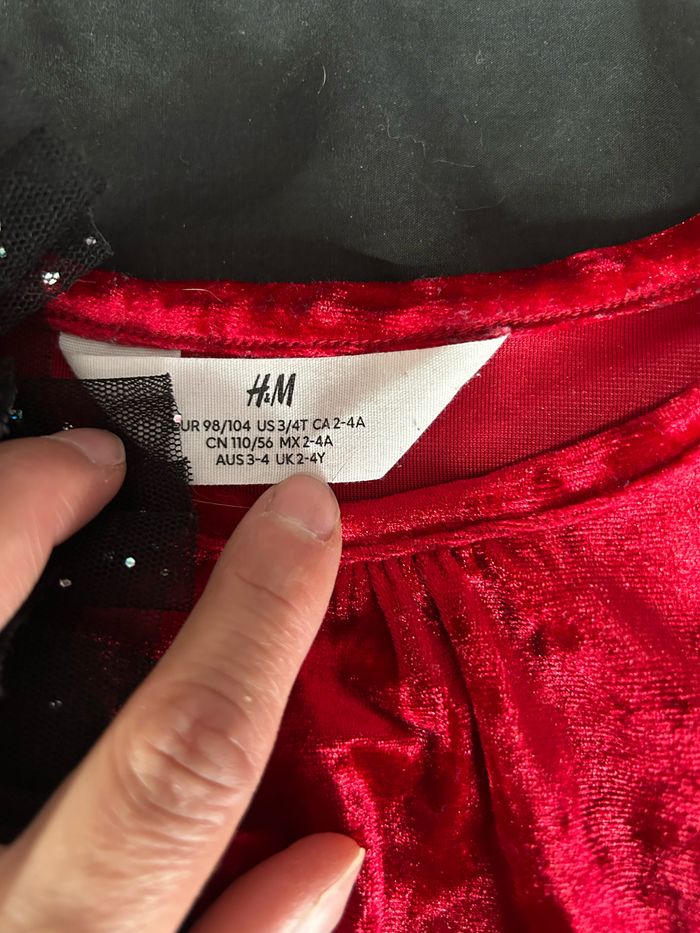 H&M
UR 98/104 US 3/4T CA 2-4A
CN 110/56 MX 2-4A
AUS 3-4 UK 2-4Y